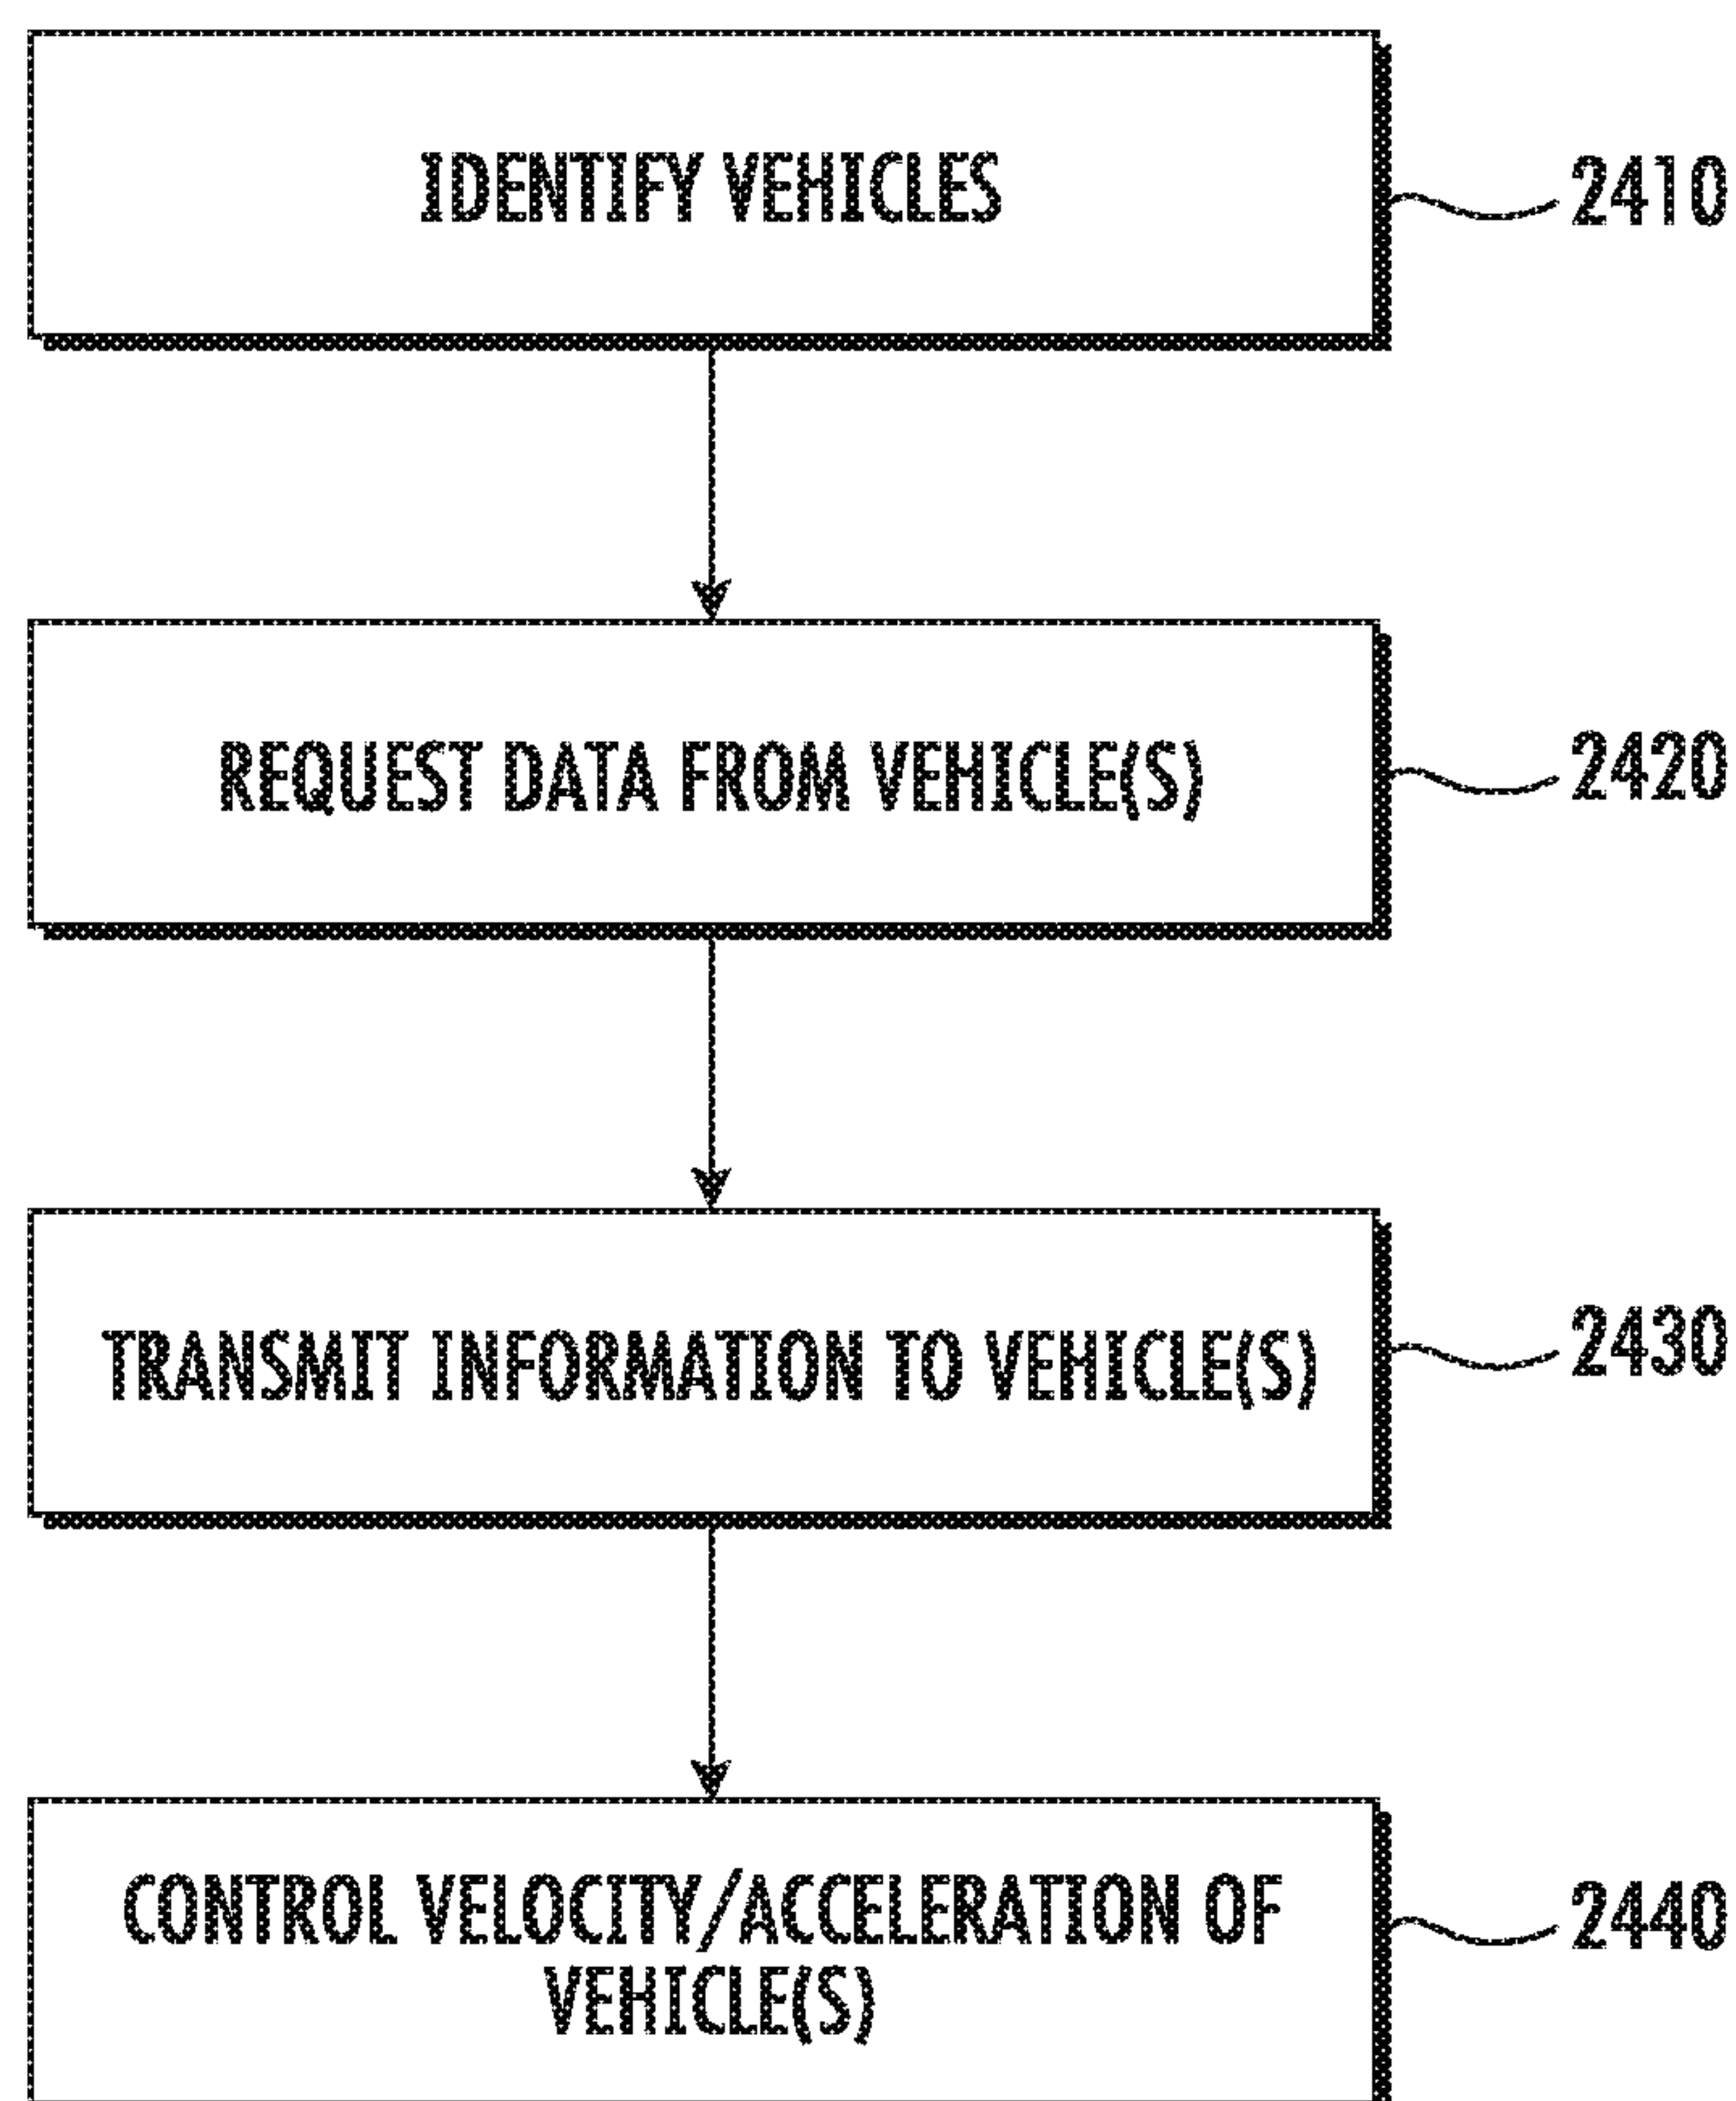 IDENTIFY VEHICLES
2410
REQUEST DATA FROM VEHICLE(S)
2420
TRANSMIT INFORMATION TO VEHICLE(S)
2430
CONTROL VELOCITY/ACCELERATION OF
VEHICLE(S)
2440